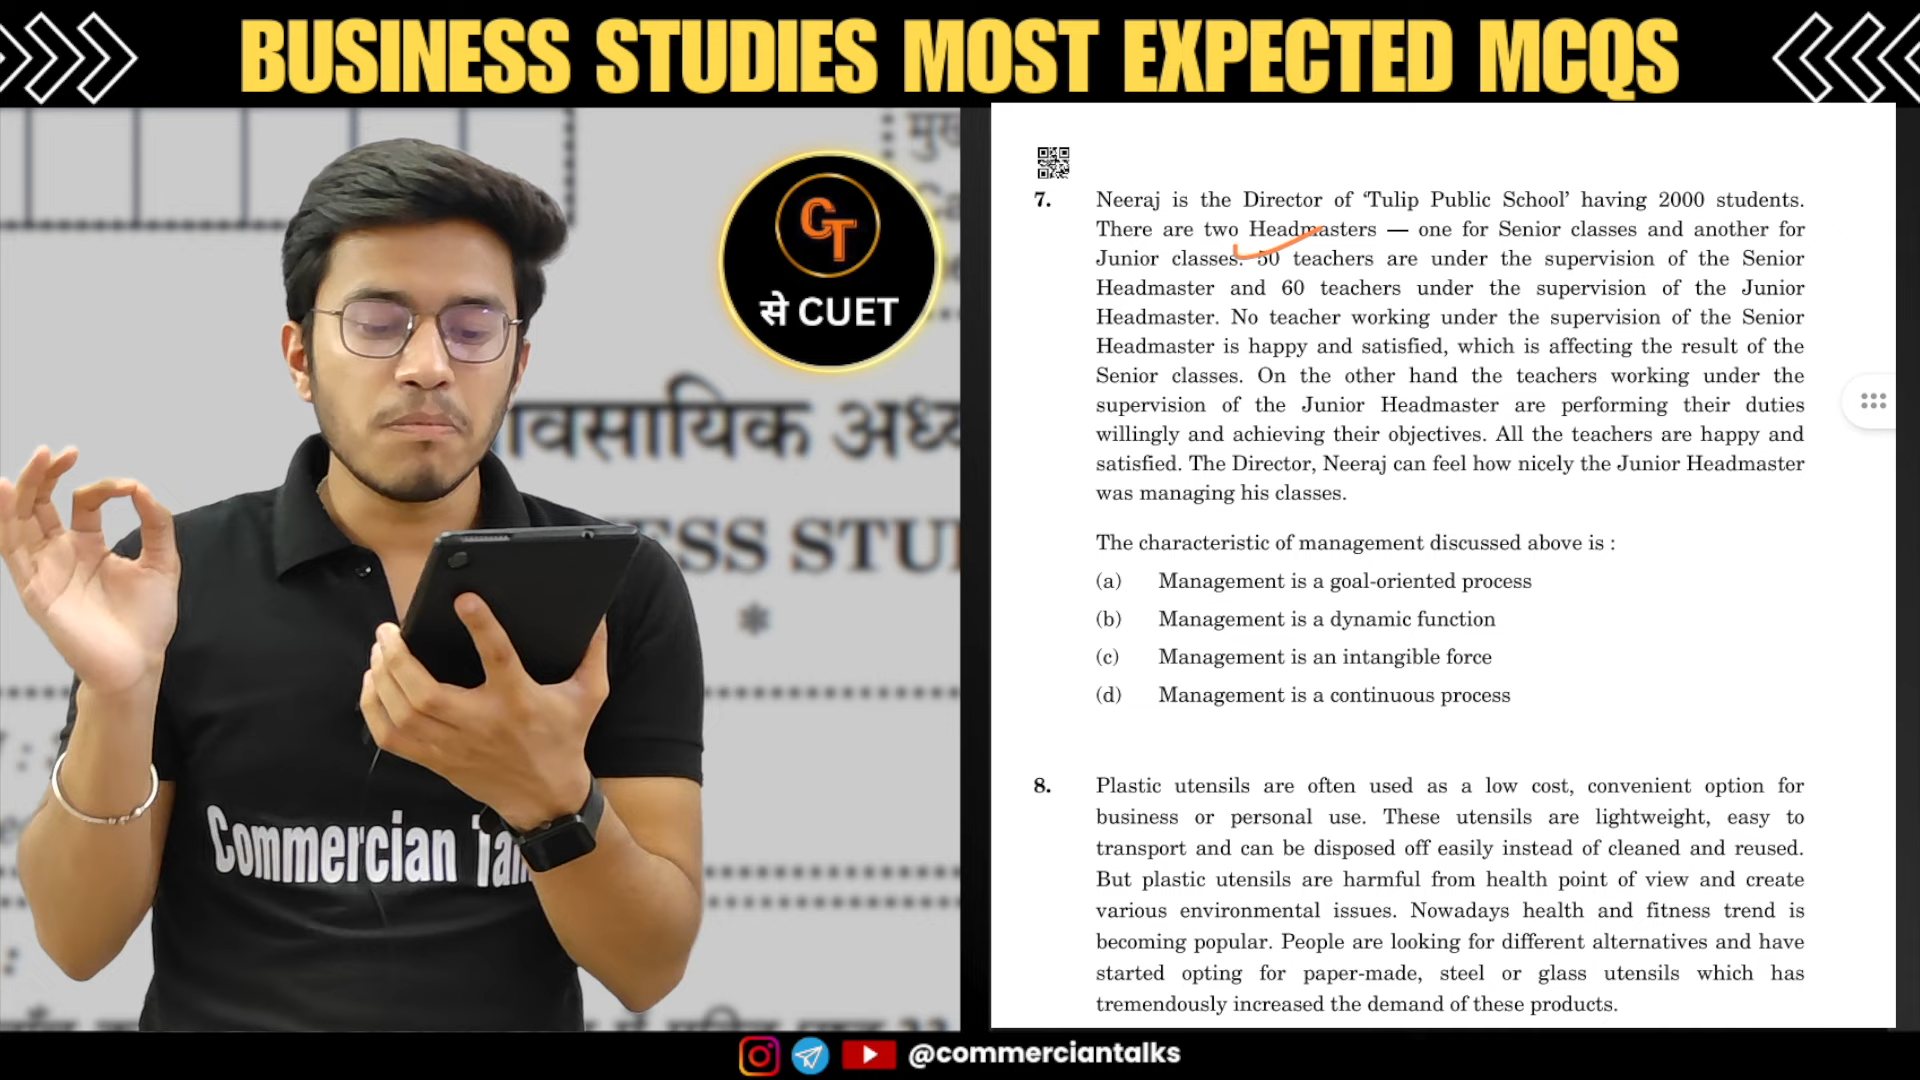 BUSINESS STUDIES MOST EXPECTED MCQS
CT
से CUET
ESS STU
*
Commercian Tal
7. Neeraj is the Director of ‘Tulip Public School’ having 2000 students.
There are two Headmasters — one for Senior classes and another for
Junior classes. 50 teachers are under the supervision of the Senior
Headmaster and 60 teachers under the supervision of the Junior
Headmaster. No teacher working under the supervision of the Senior
Headmaster is happy and satisfied, which is affecting the result of the
Senior classes. On the other hand the teachers working under the
supervision of the Junior Headmaster are performing their duties
willingly and achieving their objectives. All the teachers are happy and
satisfied. The Director, Neeraj can feel how nicely the Junior Headmaster
was managing his classes.
The characteristic of management discussed above is :
(a) Management is a goal-oriented process
(b) Management is a dynamic function
(c) Management is an intangible force
(d) Management is a continuous process
8. Plastic utensils are often used as a low cost, convenient option for
business or personal use. These utensils are lightweight, easy to
transport and can be disposed off easily instead of cleaned and reused.
But plastic utensils are harmful from health point of view and create
various environmental issues. Nowadays health and fitness trend is
becoming popular. People are looking for different alternatives and have
started opting for paper-made, steel or glass utensils which has
tremendously increased the demand of these products.
@commerciantalks